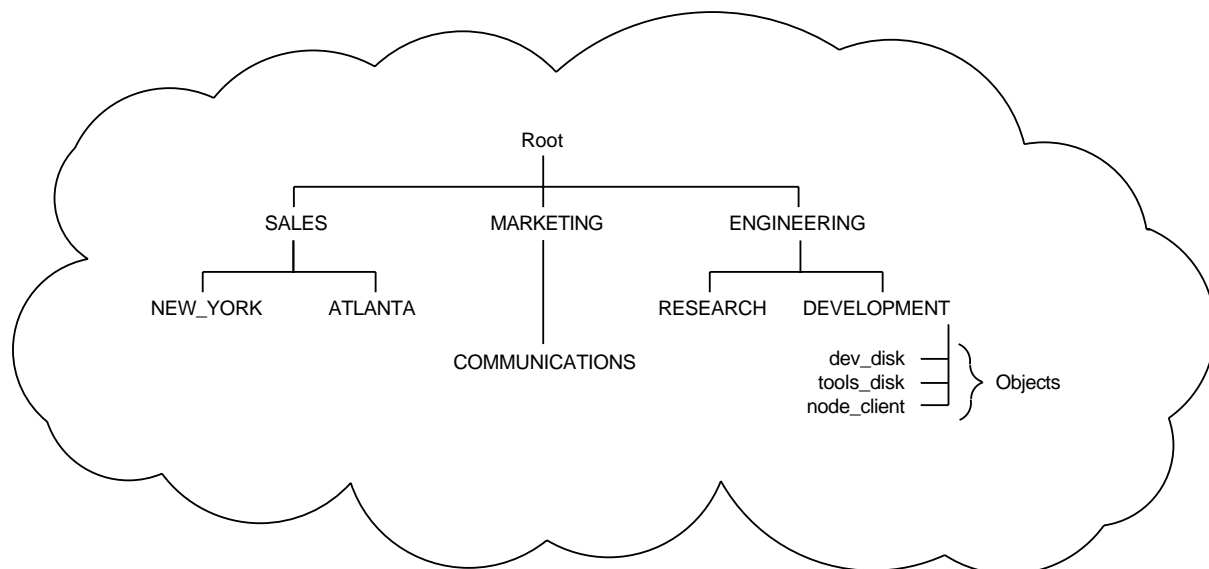 Root
SALES MARKETING ENGINEERING
NEW_YORK ATLANTA RESEARCH DEVELOPMENT
dev_disk
COMMUNICATIONS
tools_disk Objects
node_client